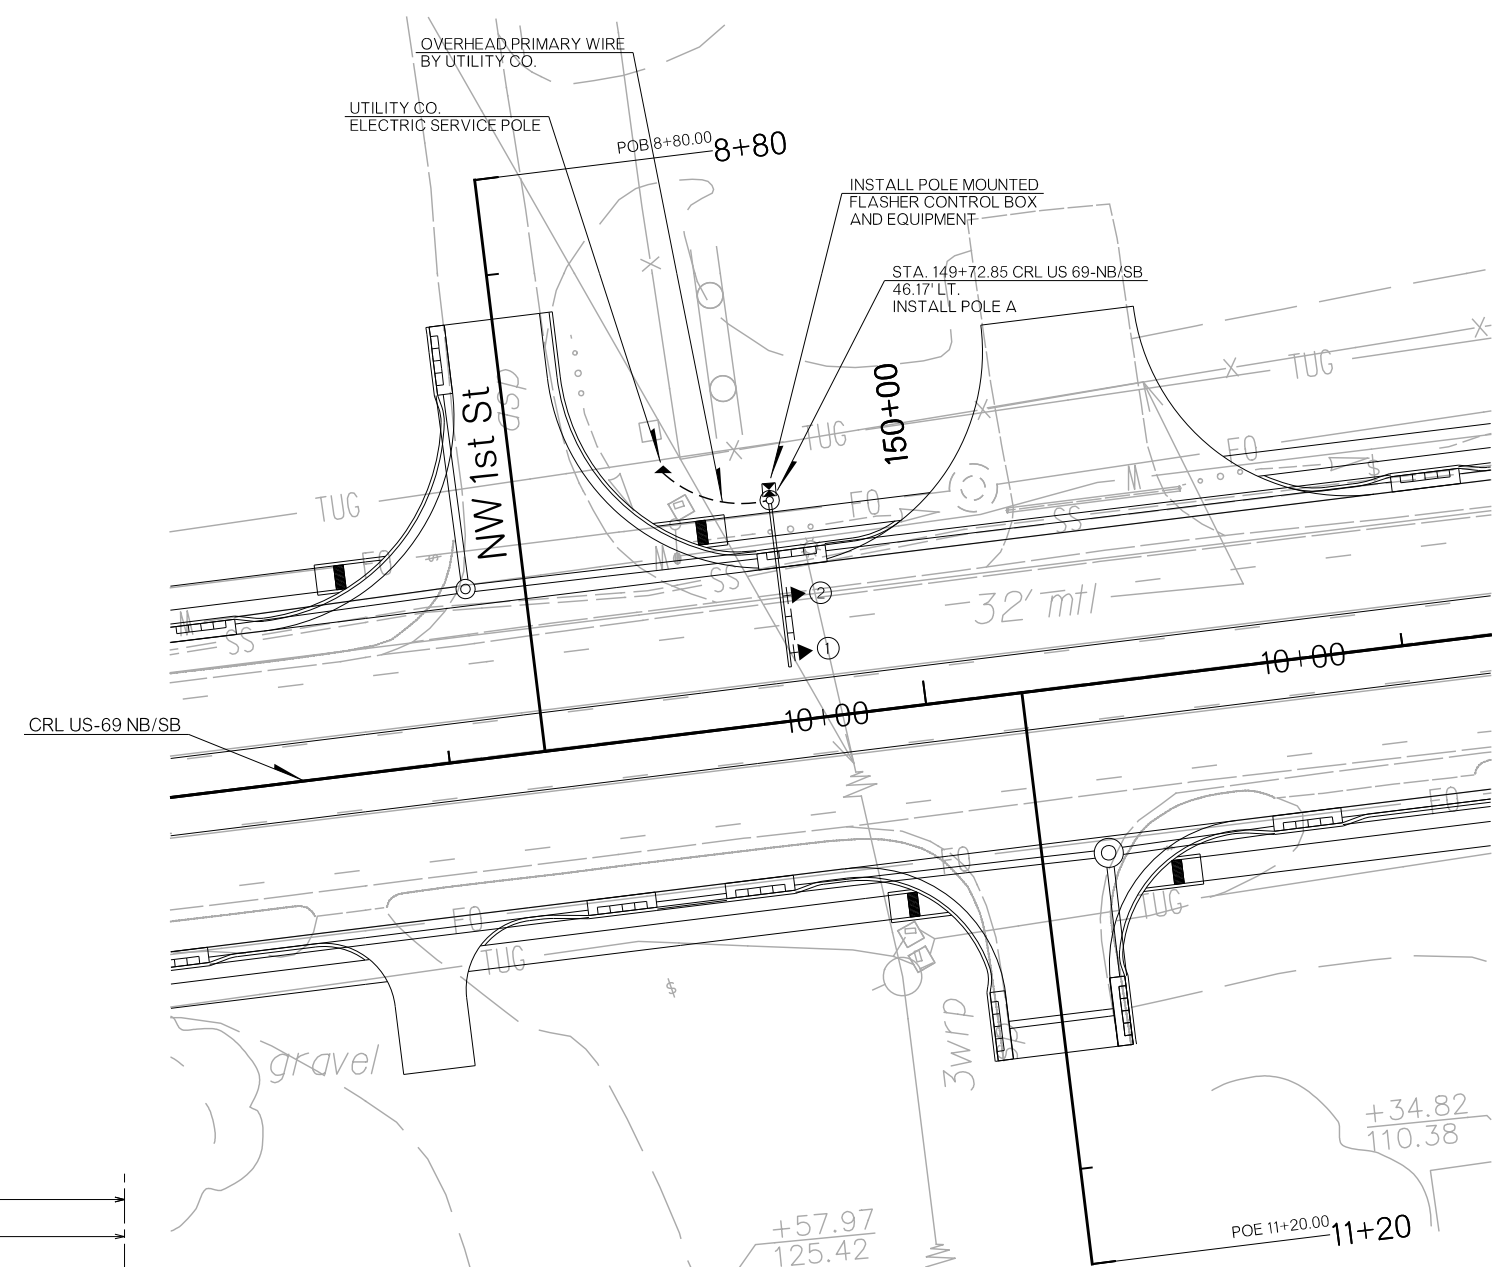 OVERHEAD PRIMARY WIRE
BY UTILITY CO.
UTILITY CO.
ELECTRIC SERVICE POLE
POB 8+80.00
8+80
INSTALL POLE MOUNTED
FLASHER CONTROL BOX
AND EQUIPMENT
STA. 149+72.85 CRL US 69-NB/SB
46.17' LT.
INSTALL POLE A
NW 1st St
asp
150+00
TUG
TUG
TUG
FO
FO
FO
M
M
M
SS
SS
SS
$
$
32' mtl
2
1
10+00
10+00
CRL US-69 NB/SB
FO
FO
FO
TUG
TUG
$
gravel
3wrp
+34.82
110.38
+57.97
125.42
POE 11+20.00
11+20